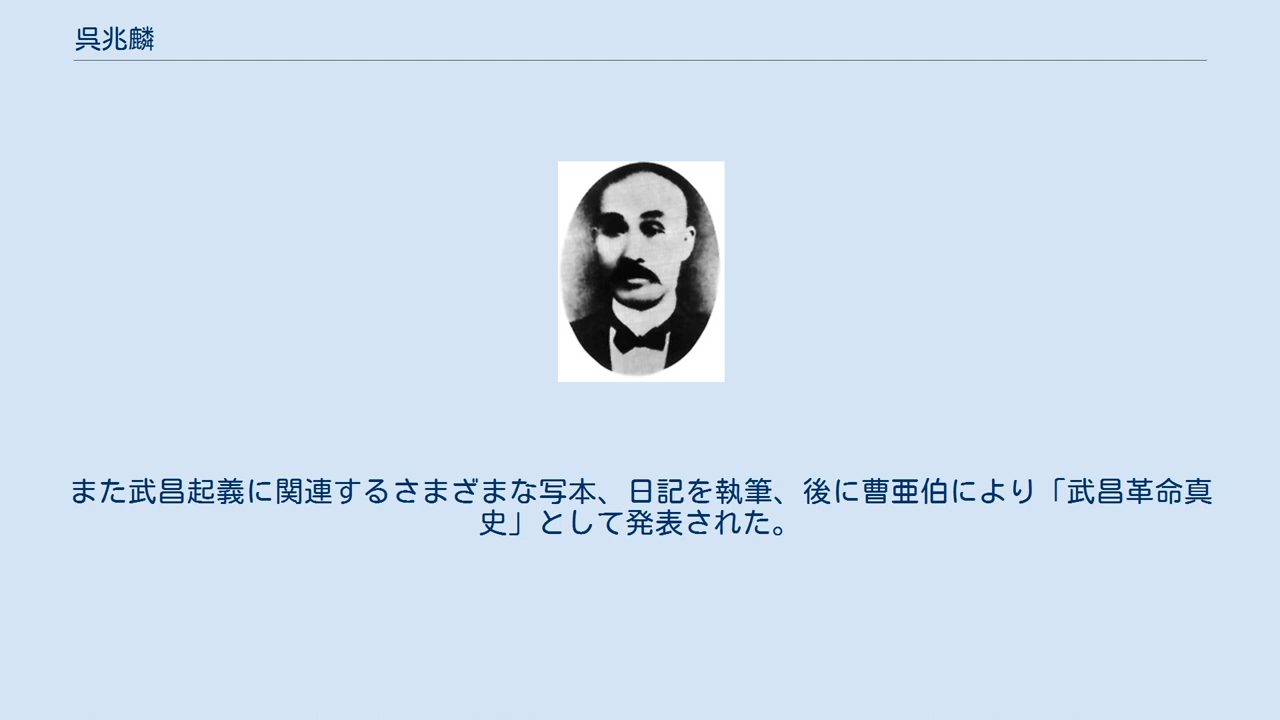 呉兆麟
また武昌起義に関連するさまざまな写本、日記を執筆、後に曹亜伯により「武昌革命真
史」として発表された。